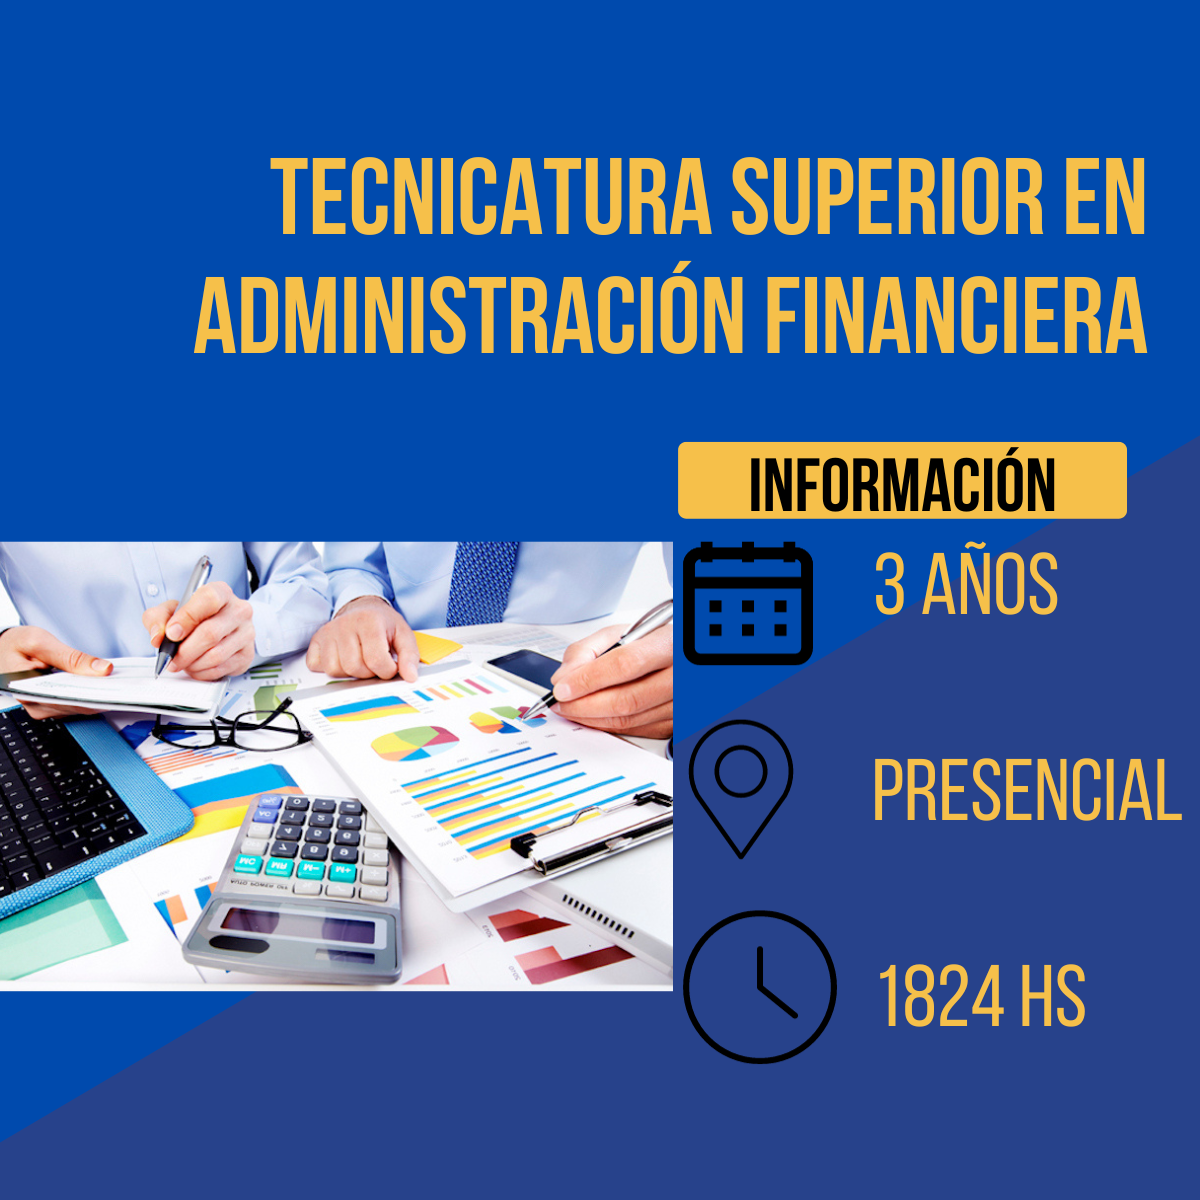 TECNICATURA SUPERIOR EN
ADMINISTRACIÓN FINANCIERA
INFORMACIÓN
3 AÑOS
PRESENCIAL
1824 HS